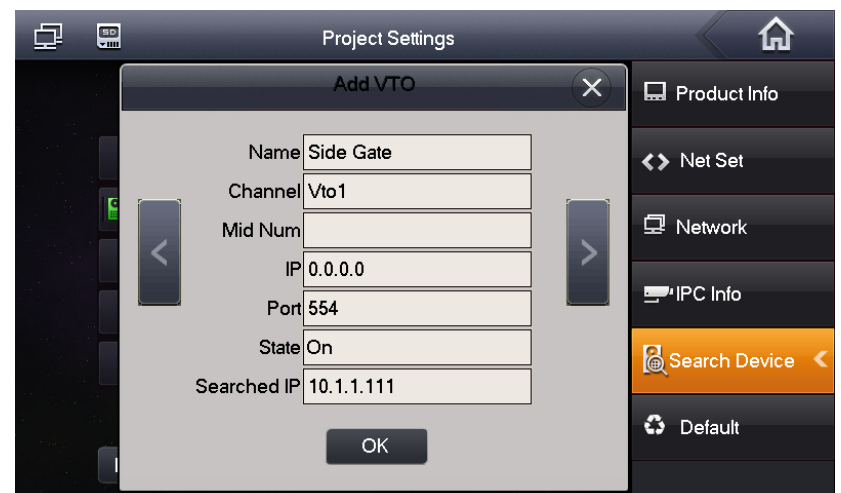 SD
Project Settings
Add VTO
Name Side Gate
Channel Vto1
Mid Num
IP 0.0.0.0
Port 554
State On
Searched IP 10.1.1.111
OK
Product Info
Net Set
Network
IPC Info
Search Device
Default